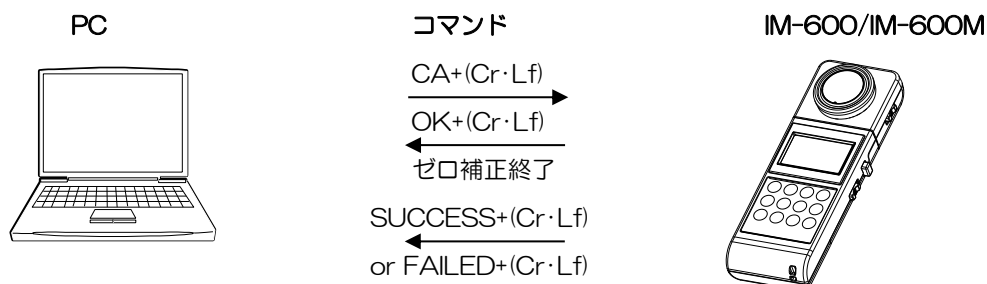 PC
コマンド
IM-600/IM-600M
CA+(Cr·Lf)
OK+(Cr·Lf)
ゼロ補正終了
SUCCESS+(Cr·Lf)
or FAILED+(Cr·Lf)